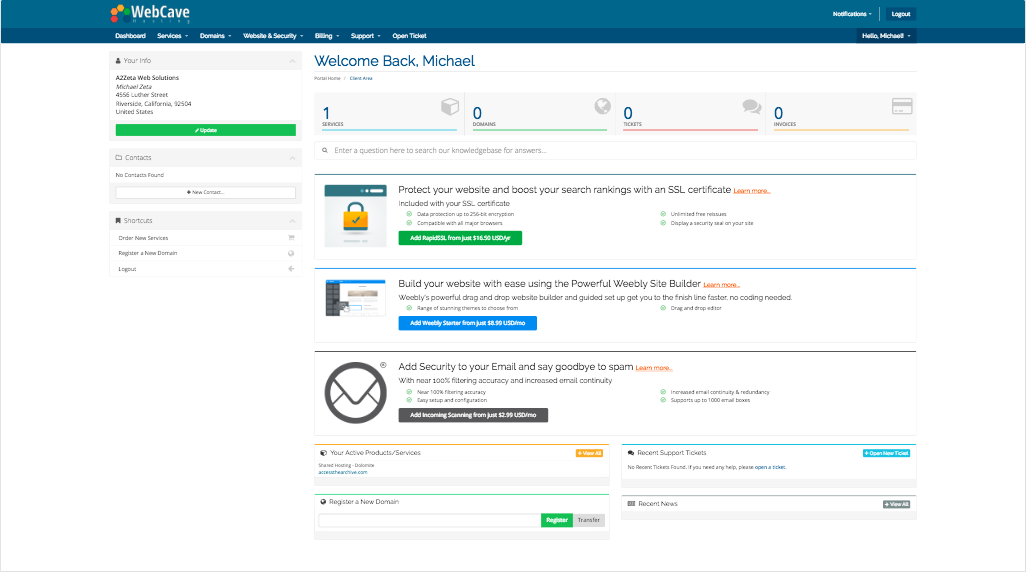 WebCave
Hosting
Notifications
Logout
Dashboard Services Domains Website & Security Billing Support Open Ticket
Hello, Michael!
Your Info
A2Zeta Web Solutions
Michael Zeta
4556 Luther Street
Riverside, California, 92504
United States
Update
Contacts
No Contacts Found
New Contact...
Shortcuts
Order New Services
Register a New Domain
Logout
Welcome Back, Michael
Portal Home / Client Area
1
SERVICES
0
DOMAINS
0
TICKETS
0
INVOICES
Enter a question here to search our knowledgebase for answers...
Protect your website and boost your search rankings with an SSL certificate Learn more...
Included with your SSL certificate
Data protection up to 256-bit encryption
Unlimited free reissues
Compatible with all major browsers
Display a security seal on your site
Add RapidSSL from just $16.50 USD/yr
Build your website with ease using the Powerful Weebly Site Builder Learn more...
Weebly's powerful drag and drop website builder and guided set up get you to the finish line faster, no coding needed.
Range of stunning themes to choose from
Drag and drop editor
Add Weebly Starter from just $8.99 USD/mo
Add Security to your Email and say goodbye to spam Learn more...
With near 100% filtering accuracy and increased email continuity
Near 100% filtering accuracy
Increased email continuity & redundancy
Easy setup and configuration
Supports up to 1000 email boxes
Add Incoming Scanning from just $2.99 USD/mo
Your Active Products/Services
View All
Shared Hosting - Dolomite
accessthearchive.com
Register a New Domain
Register Transfer
Recent Support Tickets
Open New Ticket
No Recent Tickets Found. If you need any help, please open a ticket.
Recent News
View All